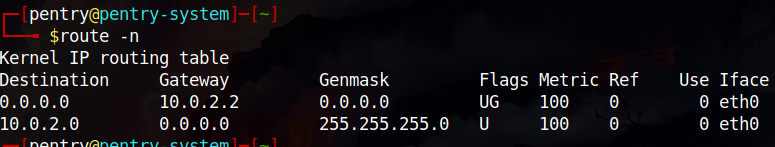 ┌─[pentry@pentry-system]─[~]
└──╼ $route -n
Kernel IP routing table
Destination     Gateway         Genmask         Flags Metric Ref    Use Iface
0.0.0.0         10.0.2.2        0.0.0.0         UG    100    0        0 eth0
10.0.2.0        0.0.0.0         255.255.255.0   U     100    0        0 eth0
┌─[pentry@pentry-system]─[~]